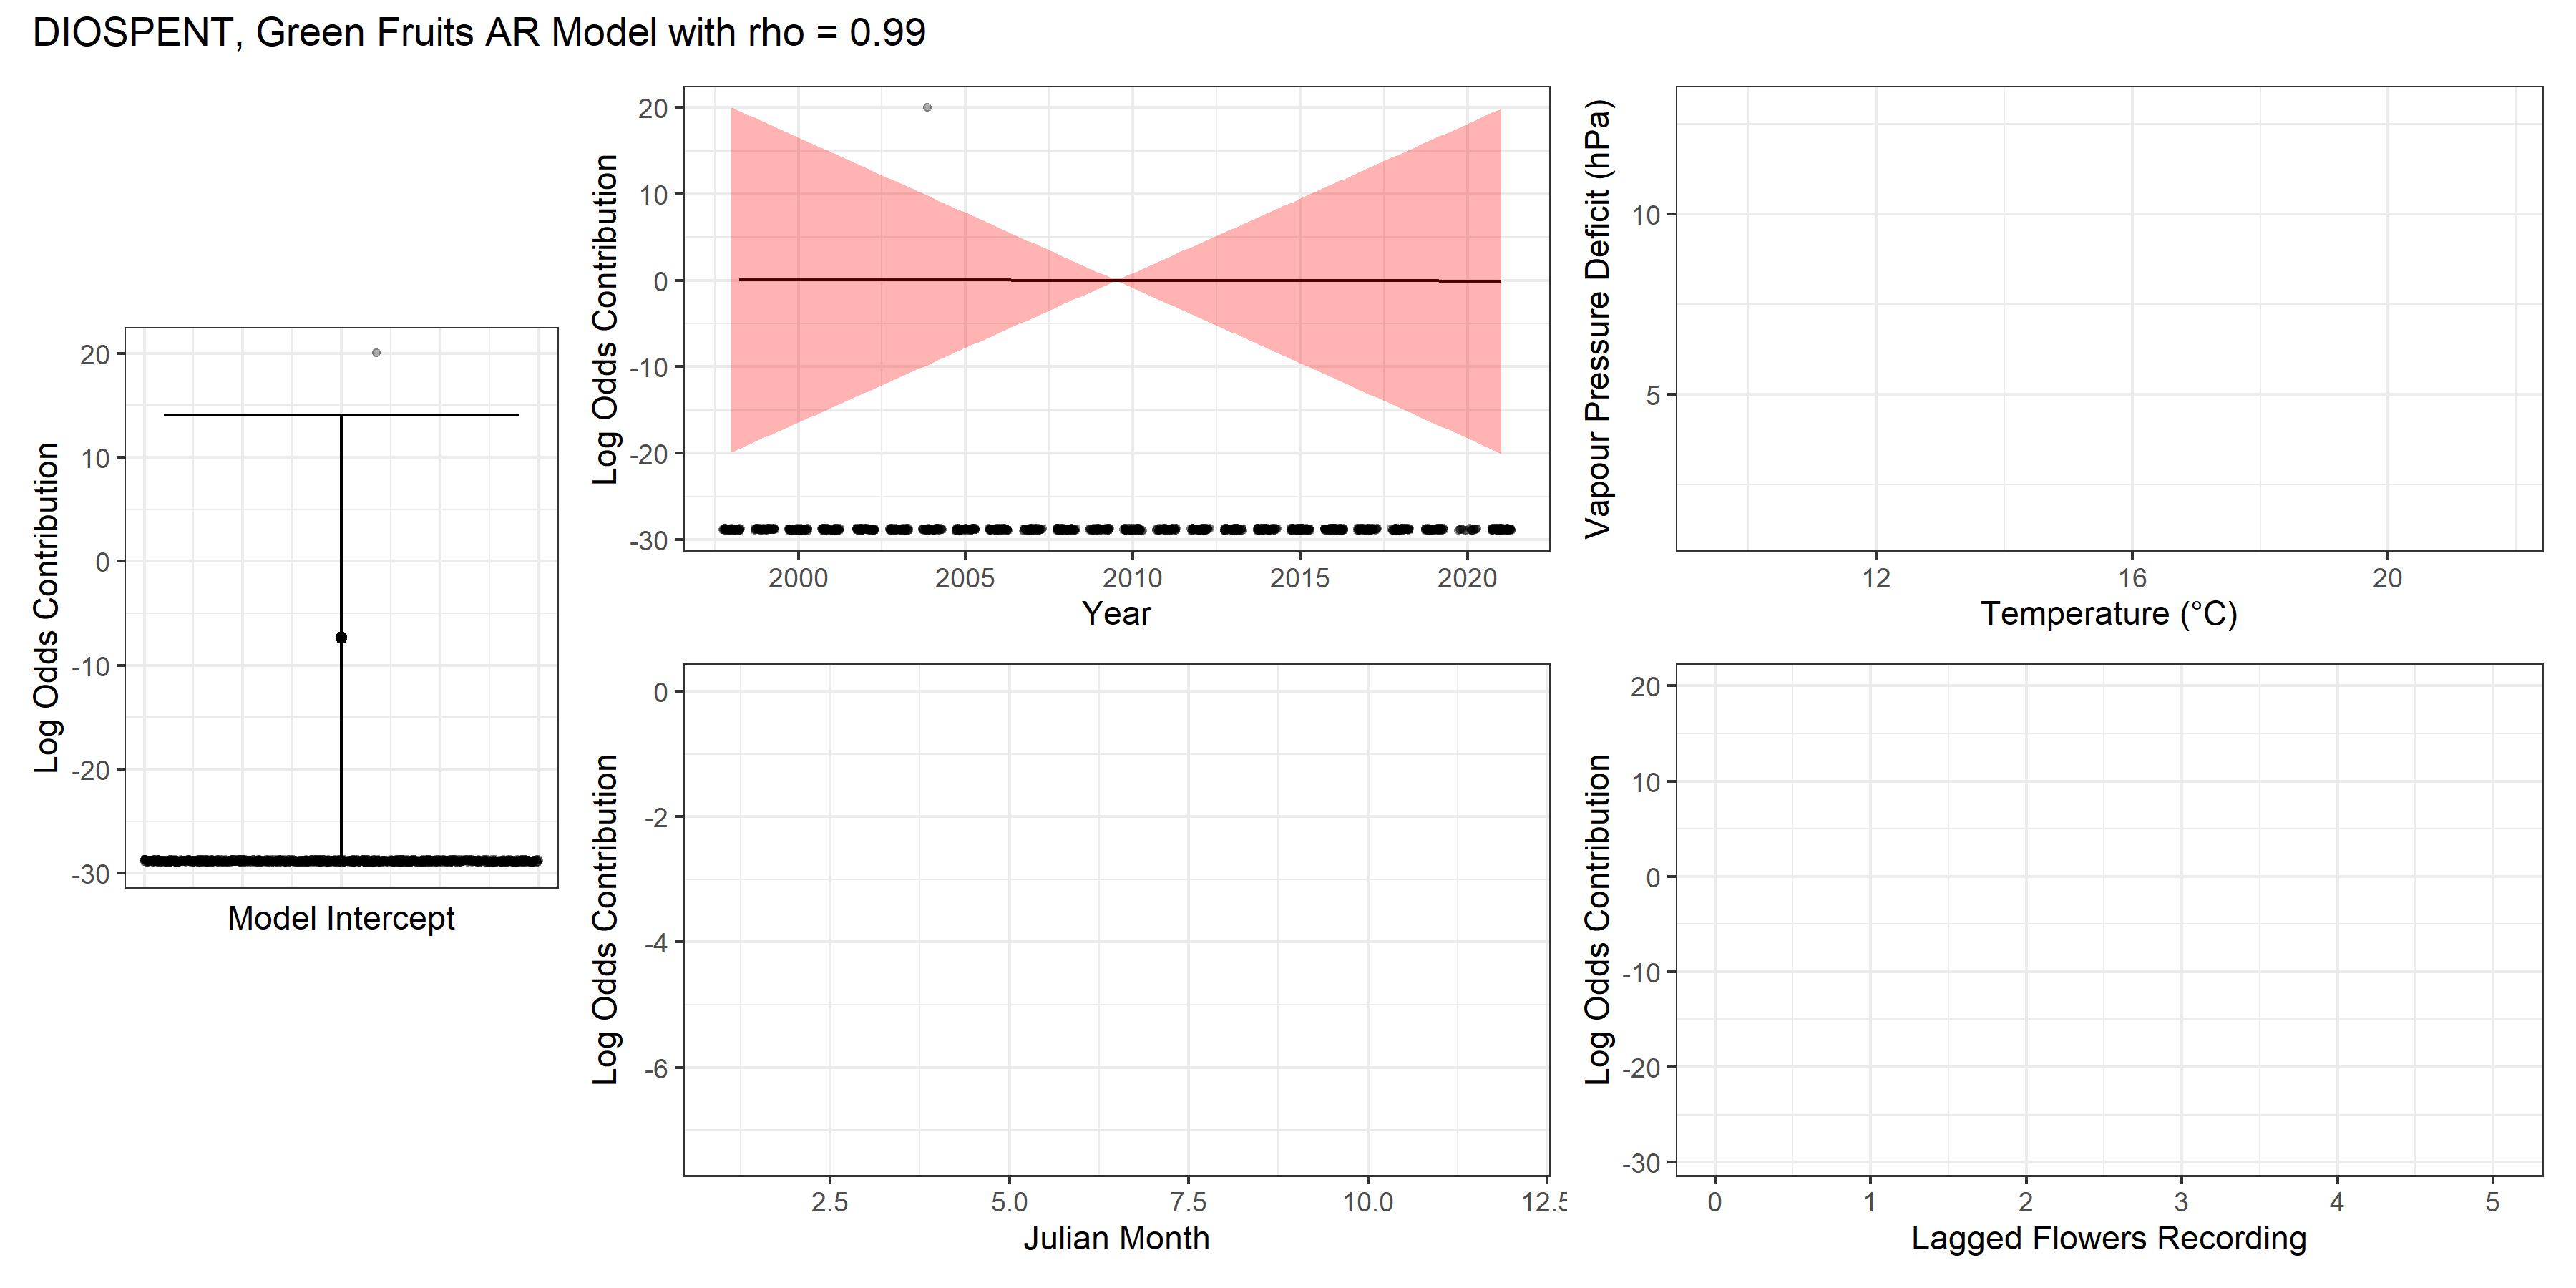 DIOSPENT, Green Fruits AR Model with rho = 0.99
Log Odds Contribution
20
10
0
-10
-20
-30
Model Intercept
Log Odds Contribution
20
10
0
-10
-20
-30
2000 2005 2010 2015 2020
Year
Vapour Pressure Deficit (hPa)
10
5
12 16 20
Temperature (°C)
Log Odds Contribution
0
-2
-4
-6
2.5 5.0 7.5 10.0 12.5
Julian Month
Log Odds Contribution
20
10
0
-10
-20
-30
0 1 2 3 4 5
Lagged Flowers Recording